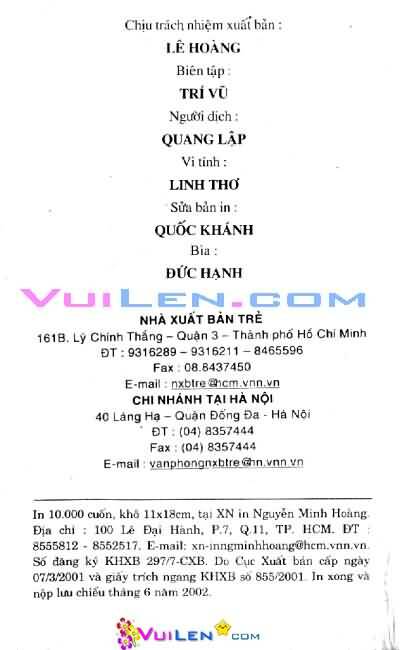 Chịu trách nhiệm xuất bản :
LÊ HOÀNG
Biên tập :
TRÍ VŨ
Người dịch :
QUANG LẬP
Vi tính :
LINH THƠ
Sửa bản in :
QUỐC KHÁNH
Bìa :
ĐỨC HẠNH
VUILEN.COM
NHÀ XUẤT BẢN TRẺ
161B. Lý Chính Thắng – Quận 3 – Thành phố Hồ Chí Minh
ĐT : 9316289 – 9316211 – 8465596
Fax : 08.8437450
E-mail : nxbtre@hcm.vnn.vn
CHI NHÁNH TẠI HÀ NỘI
40 Láng Hạ – Quận Đống Đa - Hà Nội
ĐT : (04) 8357444
Fax : (04) 8357444
E-mail : vanphongnxbtre@hn.vnn.vn
In 10.000 cuốn, khổ 11x18cm, tại XN in Nguyễn Minh Hoàng.
Địa chỉ : 100 Lê Đại Hành, P.7, Q.11, TP. HCM. ĐT :
8555812 - 8552517. E-mail: xn-inngminhhoang@hcm.vnn.vn.
Số đăng ký KHXB 297/7-CXB. Do Cục Xuất bản cấp ngày
07/3/2001 và giấy trích ngang KHXB số 855/2001. In xong và
nộp lưu chiểu tháng 6 năm 2002.
VUILEN COM